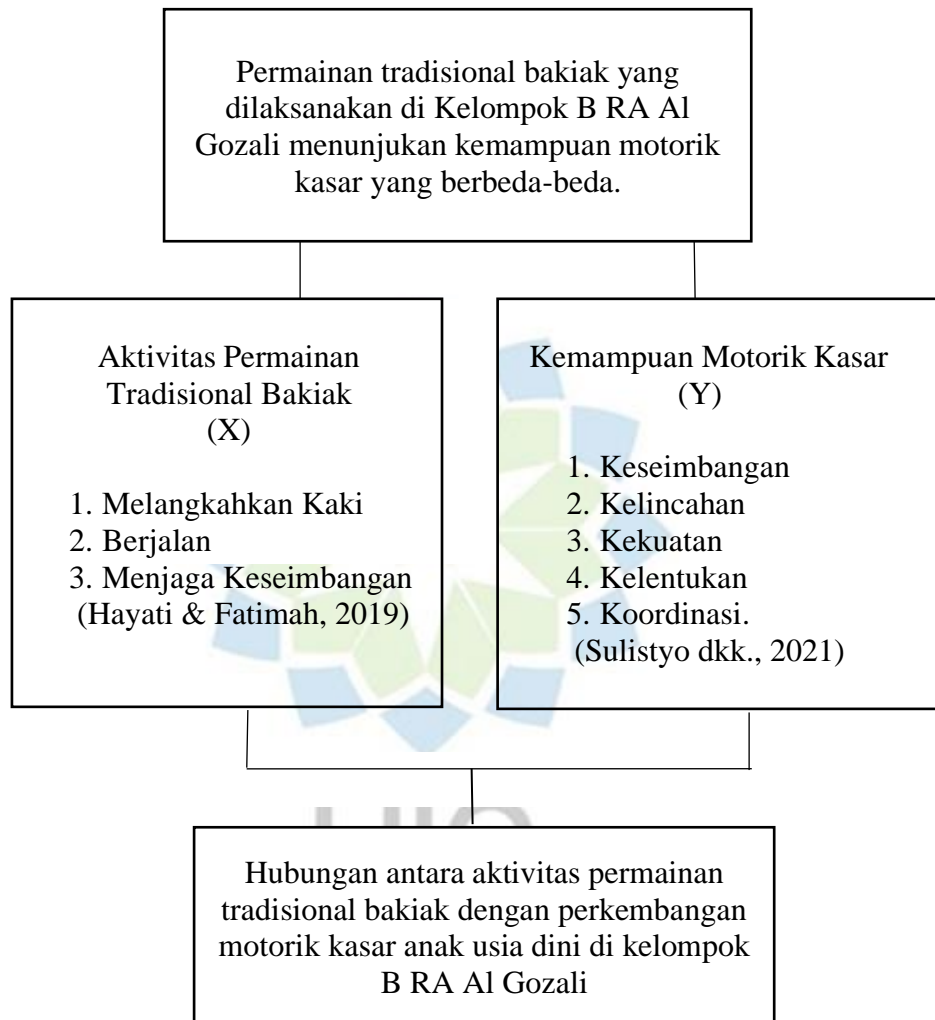 Permainan tradisional bakiak yang
dilaksanakan di Kelompok B RA Al
Gozali menunjukan kemampuan motorik
kasar yang berbeda-beda.
Aktivitas Permainan
Tradisional Bakiak
(X)
1. Melangkahkan Kaki
2. Berjalan
3. Menjaga Keseimbangan
(Hayati & Fatimah, 2019)
Kemampuan Motorik Kasar
(Y)
1. Keseimbangan
2. Kelincahan
3. Kekuatan
4. Kelentukan
5. Koordinasi.
(Sulistyo dkk., 2021)
Hubungan antara aktivitas permainan
tradisional bakiak dengan perkembangan
motorik kasar anak usia dini di kelompok
B RA Al Gozali